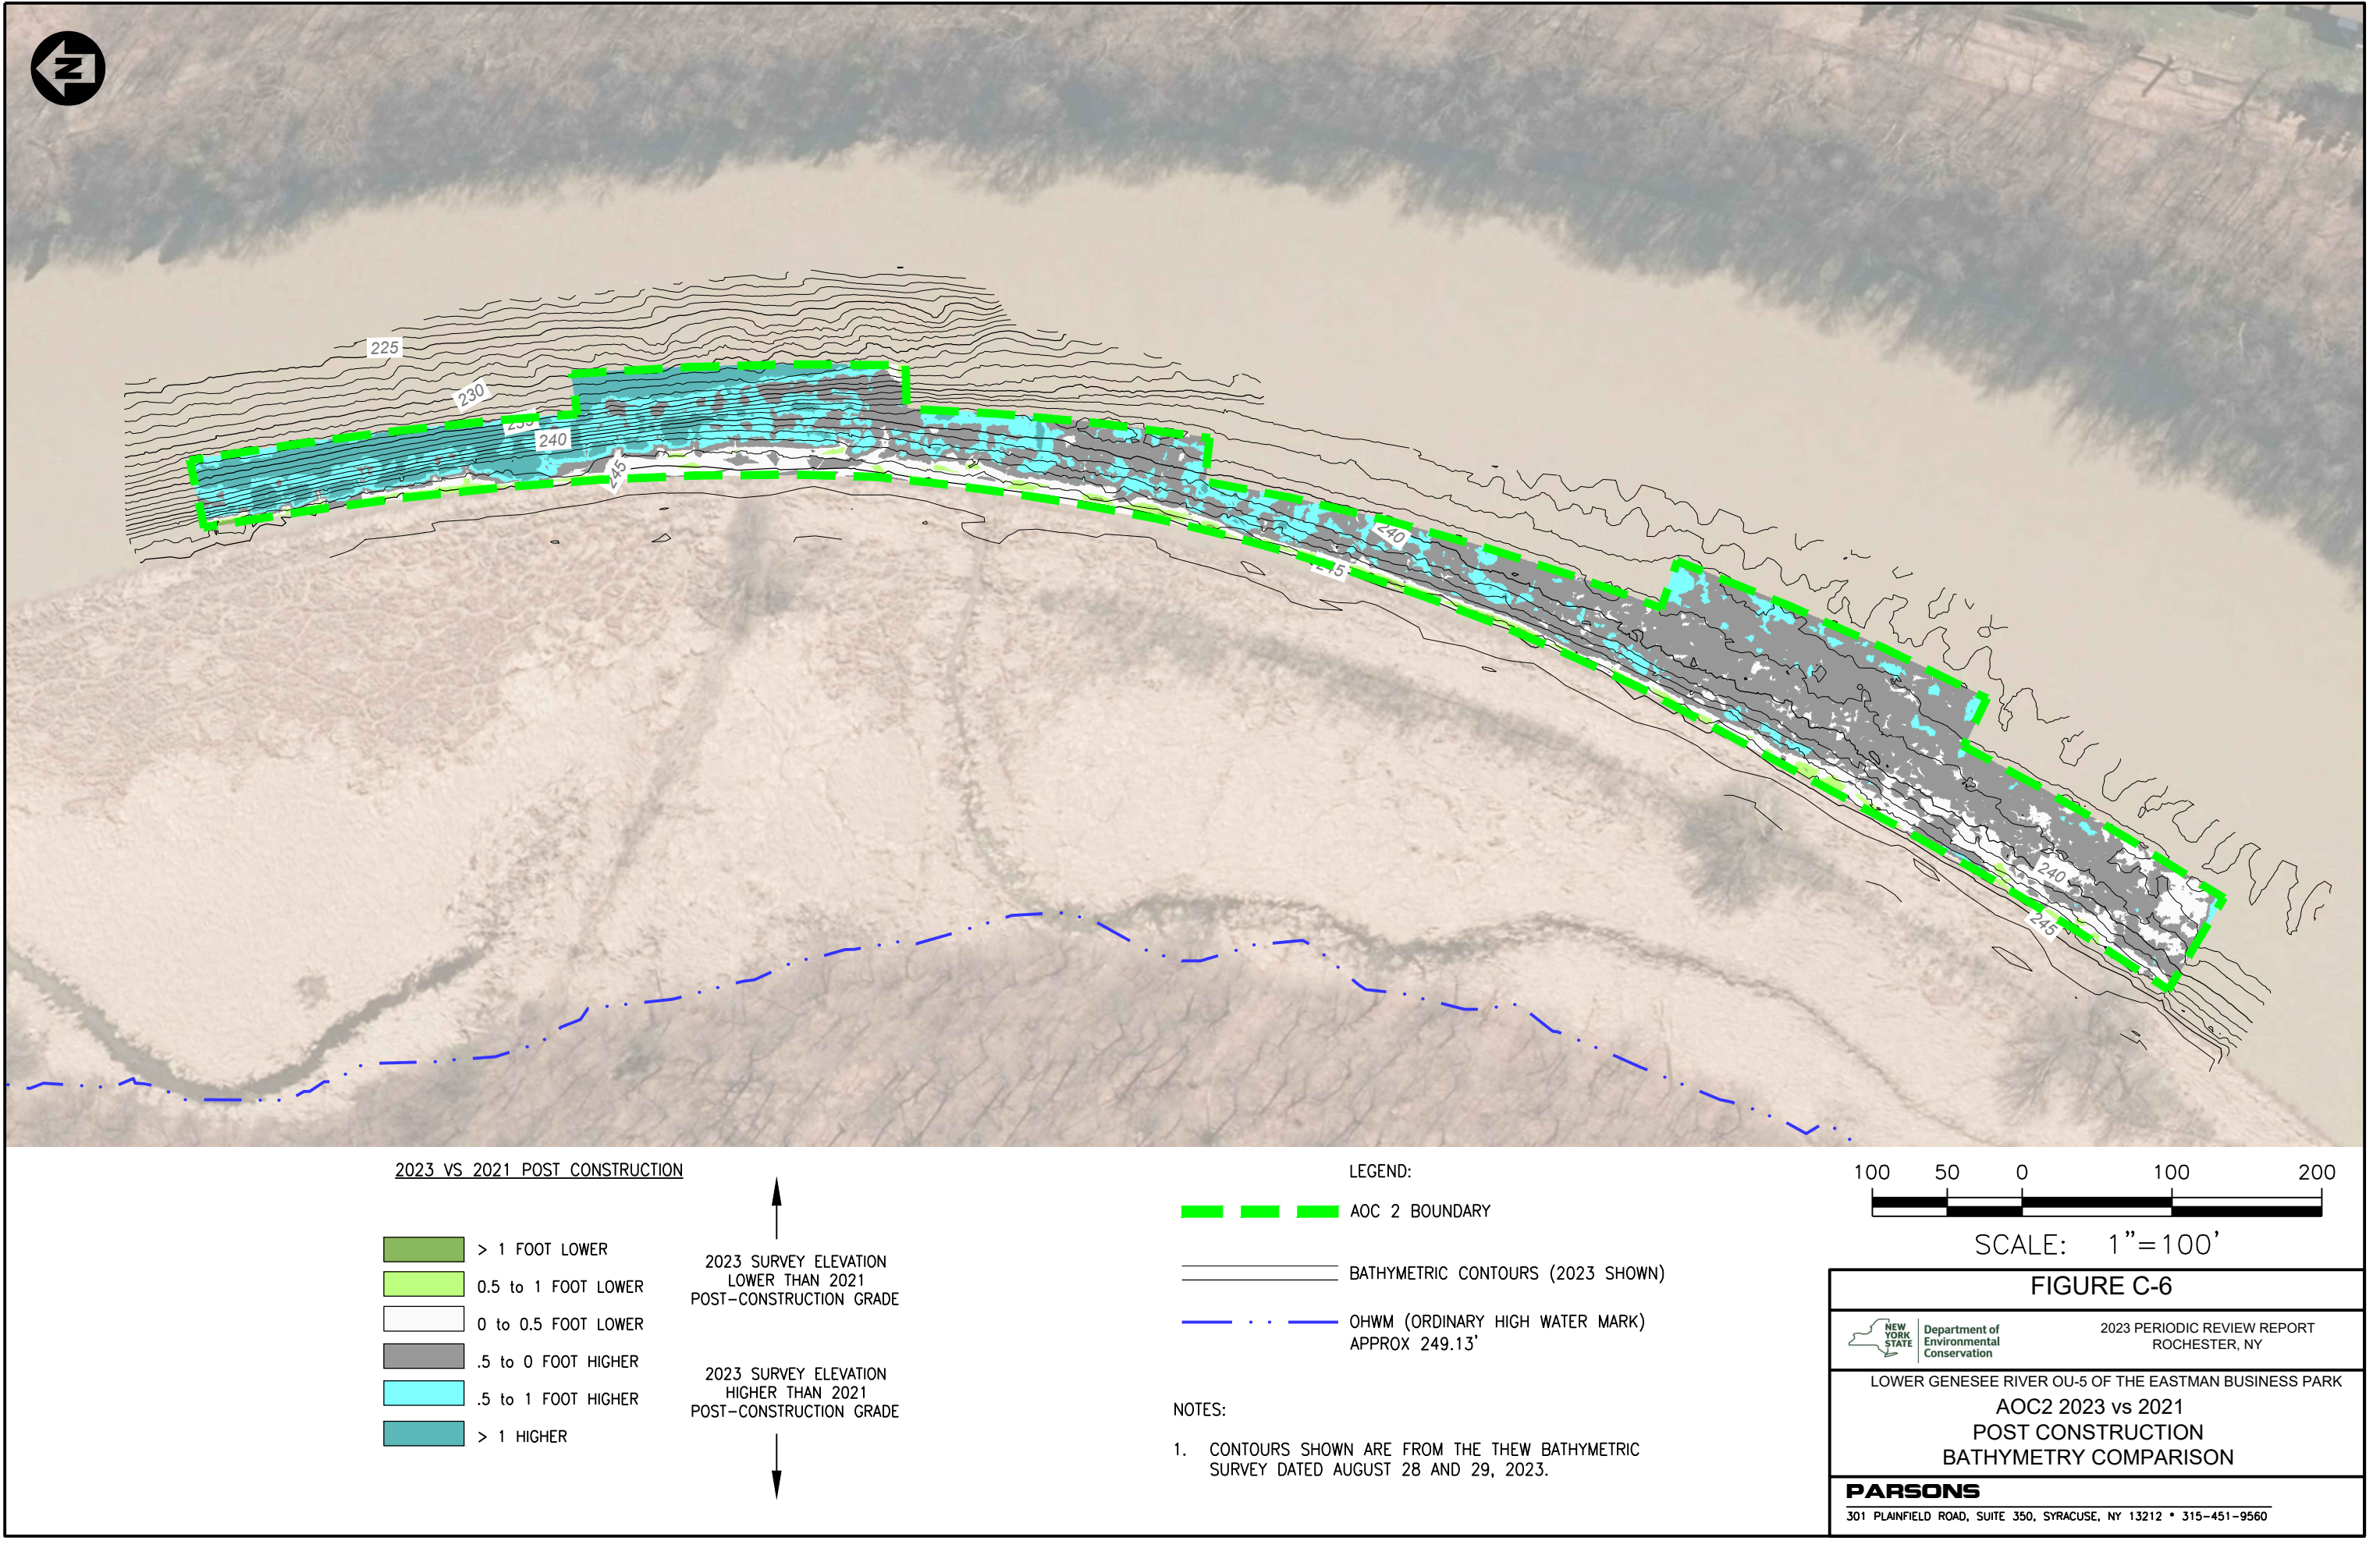 N
225
230
235
240
245
240
245
240
245
2023 VS 2021 POST CONSTRUCTION
> 1 FOOT LOWER
0.5 to 1 FOOT LOWER
0 to 0.5 FOOT LOWER
.5 to 0 FOOT HIGHER
.5 to 1 FOOT HIGHER
> 1 HIGHER
2023 SURVEY ELEVATION
LOWER THAN 2021
POST-CONSTRUCTION GRADE
2023 SURVEY ELEVATION
HIGHER THAN 2021
POST-CONSTRUCTION GRADE
LEGEND:
AOC 2 BOUNDARY
BATHYMETRIC CONTOURS (2023 SHOWN)
OHWM (ORDINARY HIGH WATER MARK)
APPROX 249.13'
NOTES:
1. CONTOURS SHOWN ARE FROM THE THEW BATHYMETRIC
SURVEY DATED AUGUST 28 AND 29, 2023.
100 50 0 100 200
SCALE: 1"=100'
FIGURE C-6
NEW
YORK
STATE
Department of
Environmental
Conservation
2023 PERIODIC REVIEW REPORT
ROCHESTER, NY
LOWER GENESEE RIVER OU-5 OF THE EASTMAN BUSINESS PARK
AOC2 2023 vs 2021
POST CONSTRUCTION
BATHYMETRY COMPARISON
PARSONS
301 PLAINFIELD ROAD, SUITE 350, SYRACUSE, NY 13212 * 315-451-9560